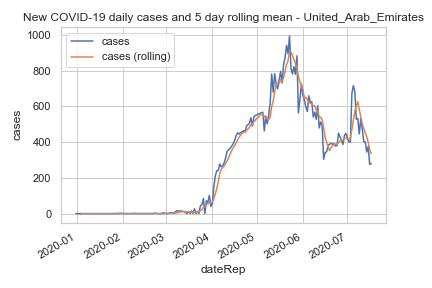 New COVID-19 daily cases and 5 day rolling mean - United_Arab_Emirates
cases
cases (rolling)
1000
800
600
400
200
0
cases
2020-01
2020-02
2020-03
2020-04
2020-05
2020-06
2020-07
dateRep